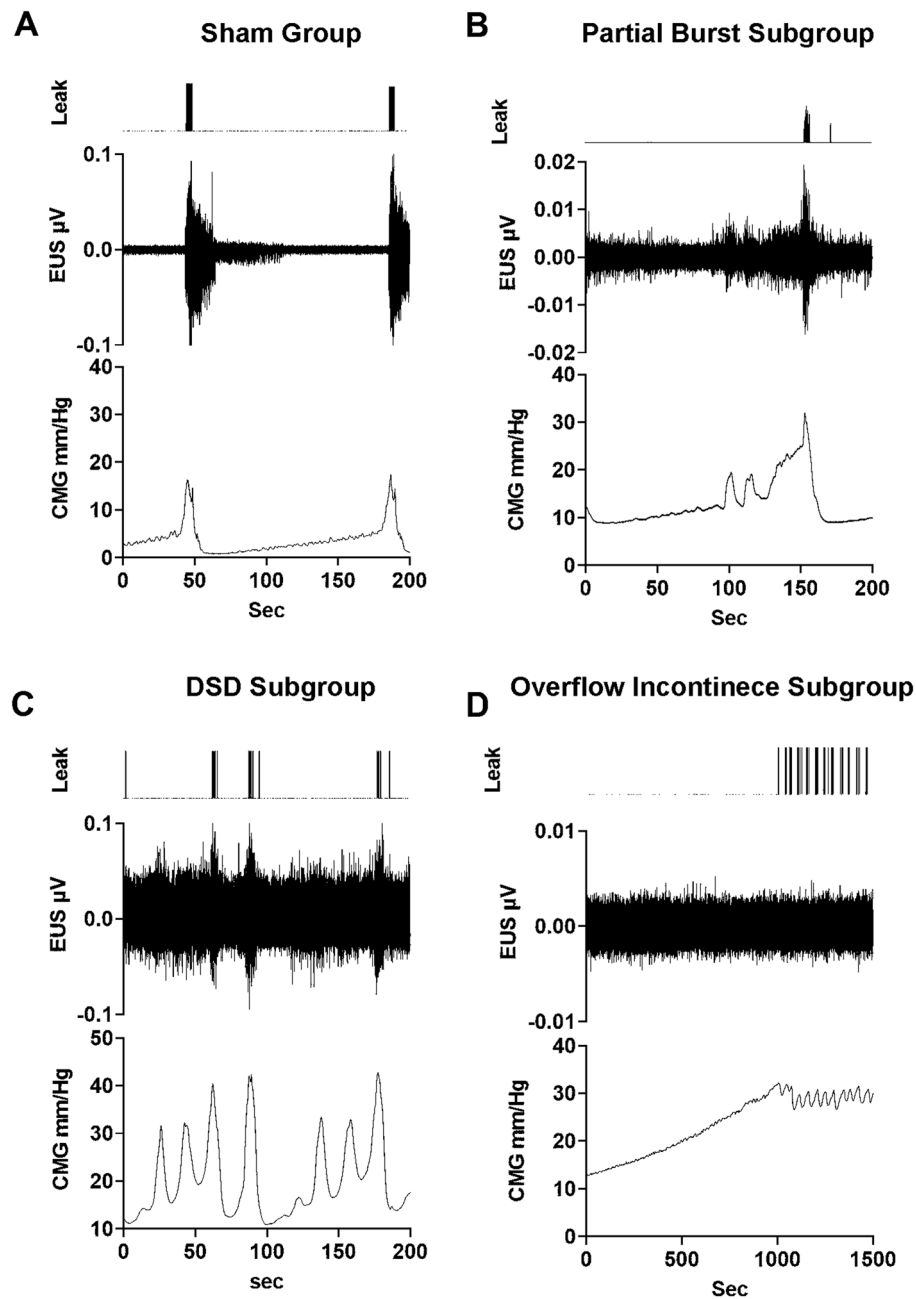 A
Sham Group
Leak
0.1
0.0
-0.1
EUS µV
40
30
20
10
0
CMG mm/Hg
0 50 100 150 200
Sec
B
Partial Burst Subgroup
Leak
0.02
0.01
0.00
-0.01
-0.02
EUS µV
40
30
20
10
0
CMG mm/Hg
0 50 100 150 200
Sec
C
DSD Subgroup
Leak
0.1
0.0
-0.1
EUS µV
50
40
30
20
10
CMG mm/Hg
0 50 100 150 200
sec
D
Overflow Incontinece Subgroup
Leak
0.01
0.00
-0.01
EUS µV
40
30
20
10
0
CMG mm/Hg
0 500 1000 1500
Sec